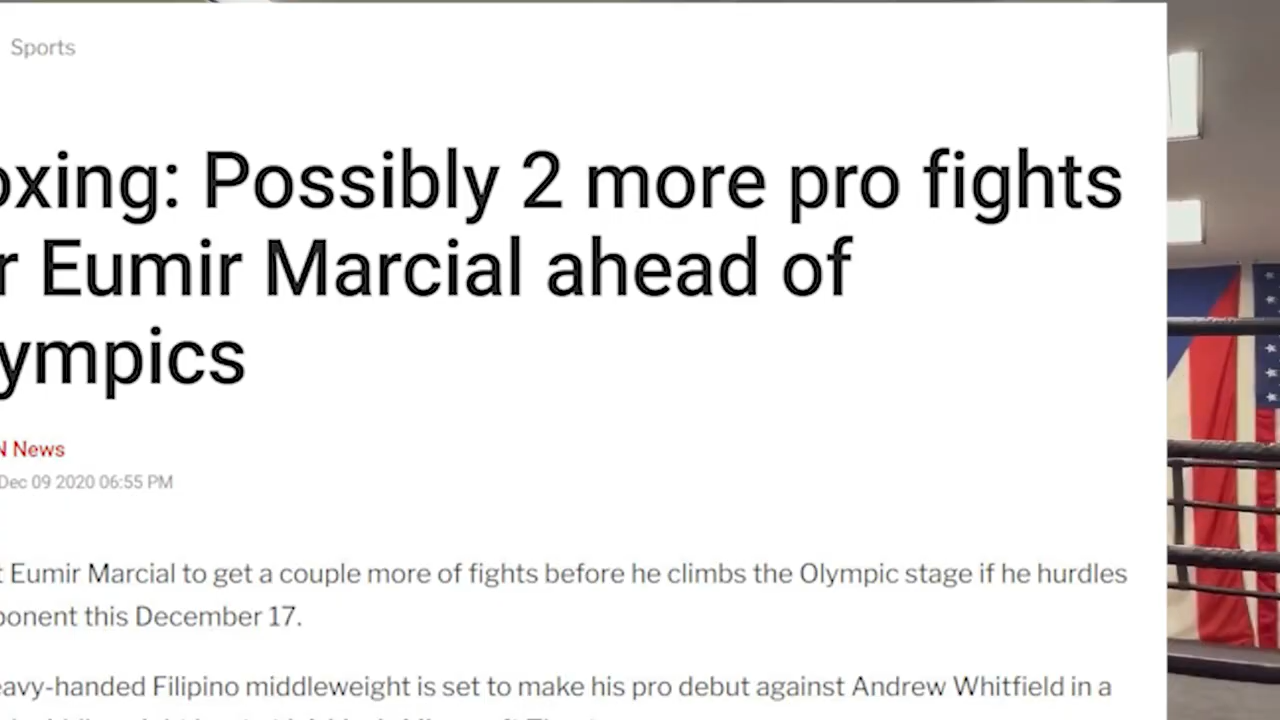 Sports
oxing: Possibly 2 more pro fights
r Eumir Marcial ahead of
ympics
N News
Dec 09 2020 06:55 PM
t Eumir Marcial to get a couple more of fights before he climbs the Olympic stage if he hurdles
ponent this December 17.
eavy-handed Filipino middleweight is set to make his pro debut against Andrew Whitfield in a